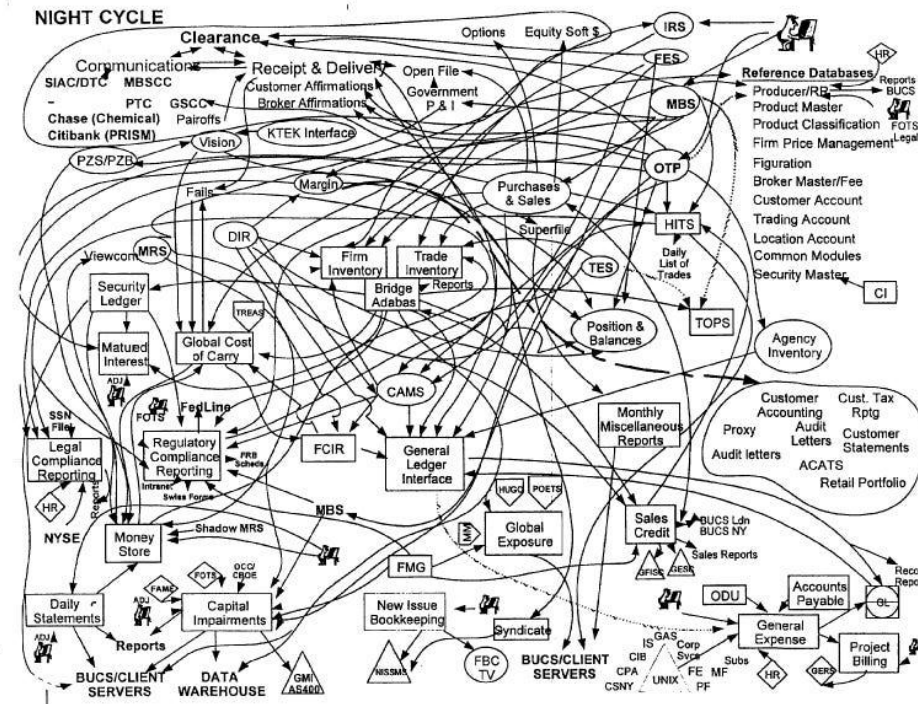 NIGHT CYCLE
Clearance
Communications
SIAC/DTC MBSCC
–
PTC GSCC
Chase (Chemical) Pairoffs
Citibank (PRISM)
Receipt & Delivery
Customer Affirmations
Broker Affirmations
Options
Equity Soft $
Open File
Government
P & I
IRS
FES
MBS
OTP
HR
Reference Databases
Reports
BUCS
FOTS
Legal
Producer/RR
Product Master
Product Classification
Firm Price Management
Figuration
Broker Master/Fee
Customer Account
Trading Account
Location Account
Common Modules
Security Master
CI
PZS/PZB
Vision
KTEK Interface
Fails
Margin
Purchases
& Sales
Superfile
HITS
Daily
List of
Trades
DIR
MRS
Viewcom
Firm
Inventory
Trade
Inventory
Reports
Bridge
Adabas
TES
Security
Ledger
TREAS
Matued
Interest
Global Cost
of Carry
Position &
Balances
TOPS
Agency
Inventory
ADJ
FOTS
FedLine
CAMS
SSN
File
Legal
Compliance
Reporting
Regulatory
Compliance
Reporting
FRB
Scheds
Intranet
Swiss Forms
FCIR
General
Ledger
Interface
Monthly
Miscellaneous
Reports
Customer
Accounting
Cust. Tax
Rptg
Proxy
Audit
Letters
Customer
Statements
Audit letters
ACATS
Retail Portfolio
HR
Reports
NYSE
Money
Store
Shadow MRS
MBS
HUGO
POETS
MM
Global
Exposure
Sales
Credit
BUCS Ldn
BUCS NY
Sales Reports
GFISC
GESC
FMG
FAME
FOTS
OCC/
CBOE
ADJ
Daily
Statements
Capital
Impairments
Reports
ADJ
New Issue
Bookkeeping
Syndicate
NISSMS
FBC
TV
BUCS/CLIENT
SERVERS
DATA
WAREHOUSE
GMI
AS400
BUCS/CLIENT
SERVERS
ODU
Accounts
Payable
GL
Reco
Repo
General
Expense
Project
Billing
HR
GERS
IS
GAS
Corp
Svcs
CIB
CPA
CSNY
UNIX
FE
MF
PF
Subs